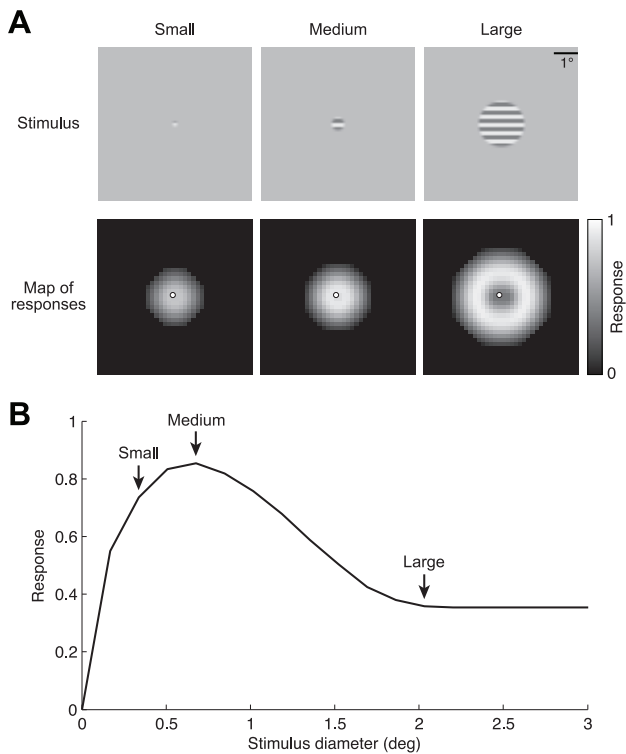 A
Small Medium Large
1°
Stimulus
Map of
responses
1
Response
0
B
1
0.8
0.6
0.4
0.2
0
Response
Small
Medium
Large
0 0.5 1 1.5 2 2.5 3
Stimulus diameter (deg)